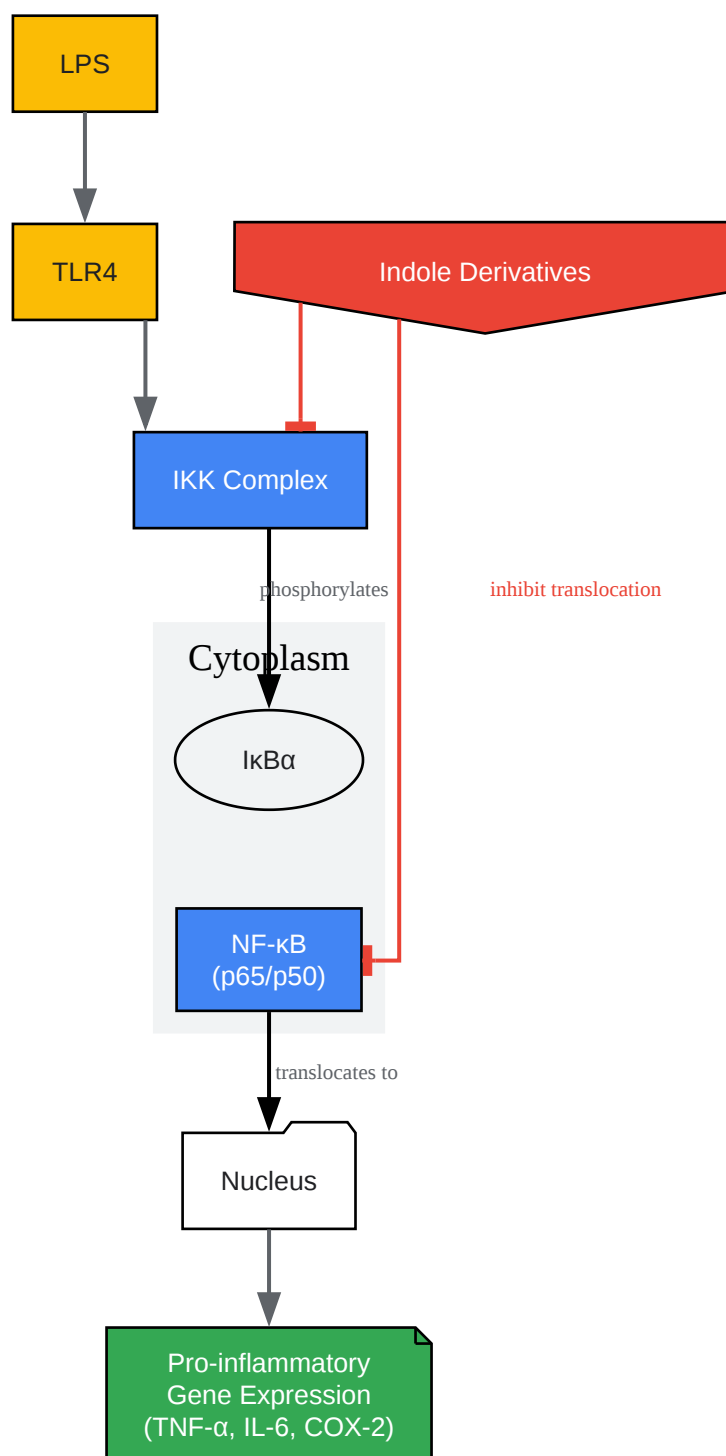 LPS
TLR4
Indole Derivatives
IKK Complex
phosphorylates
inhibit translocation
Cytoplasm
IκBα
NF-κB
(p65/p50)
translocates to
Nucleus
Pro-inflammatory
Gene Expression
(TNF-α, IL-6, COX-2)